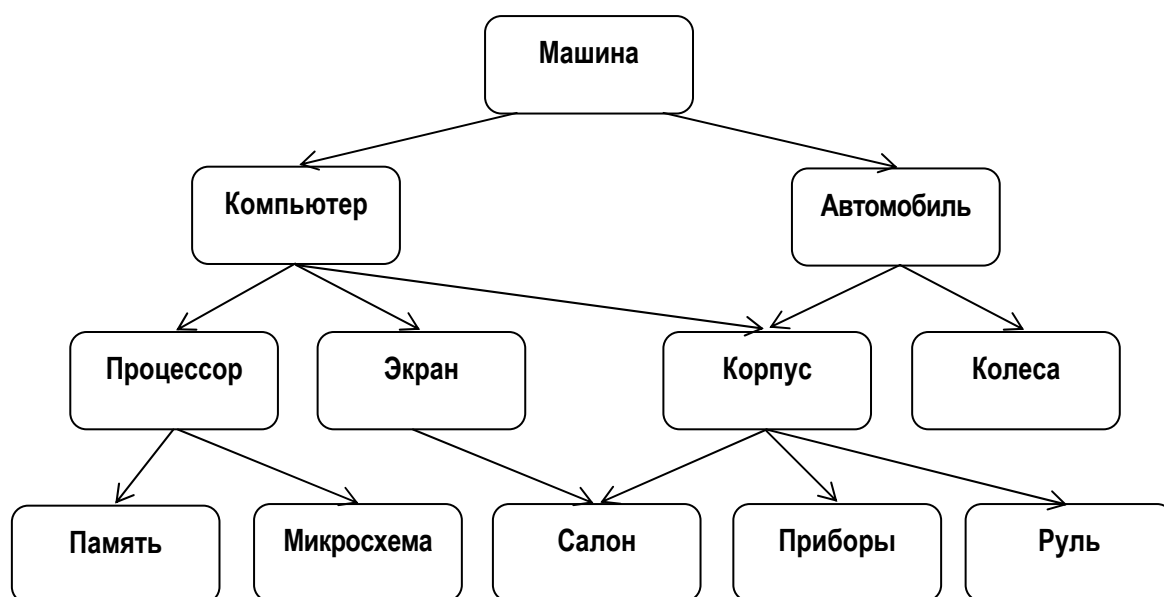 Машина
Компьютер
Автомобиль
Процессор
Экран
Корпус
Колеса
Память
Микросхема
Салон
Приборы
Руль